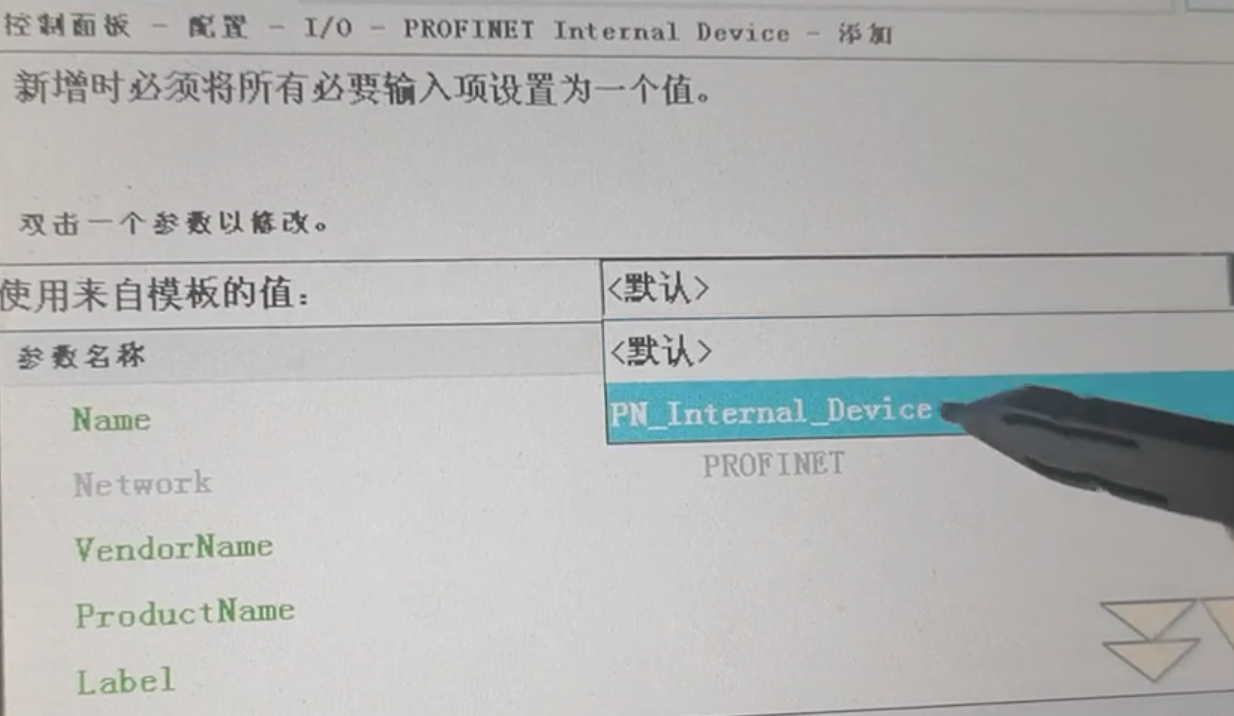 控制面板 - 配置 - I/O - PROFINET Internal Device - 添加
新增时必须将所有必要输入项设置为一个值。
双击一个参数以修改。
使用来自模板的值: <默认>
<默认>
参数名称
PN_Internal_Device
Name
PROFINET
Network
VendorName
ProductName
Label